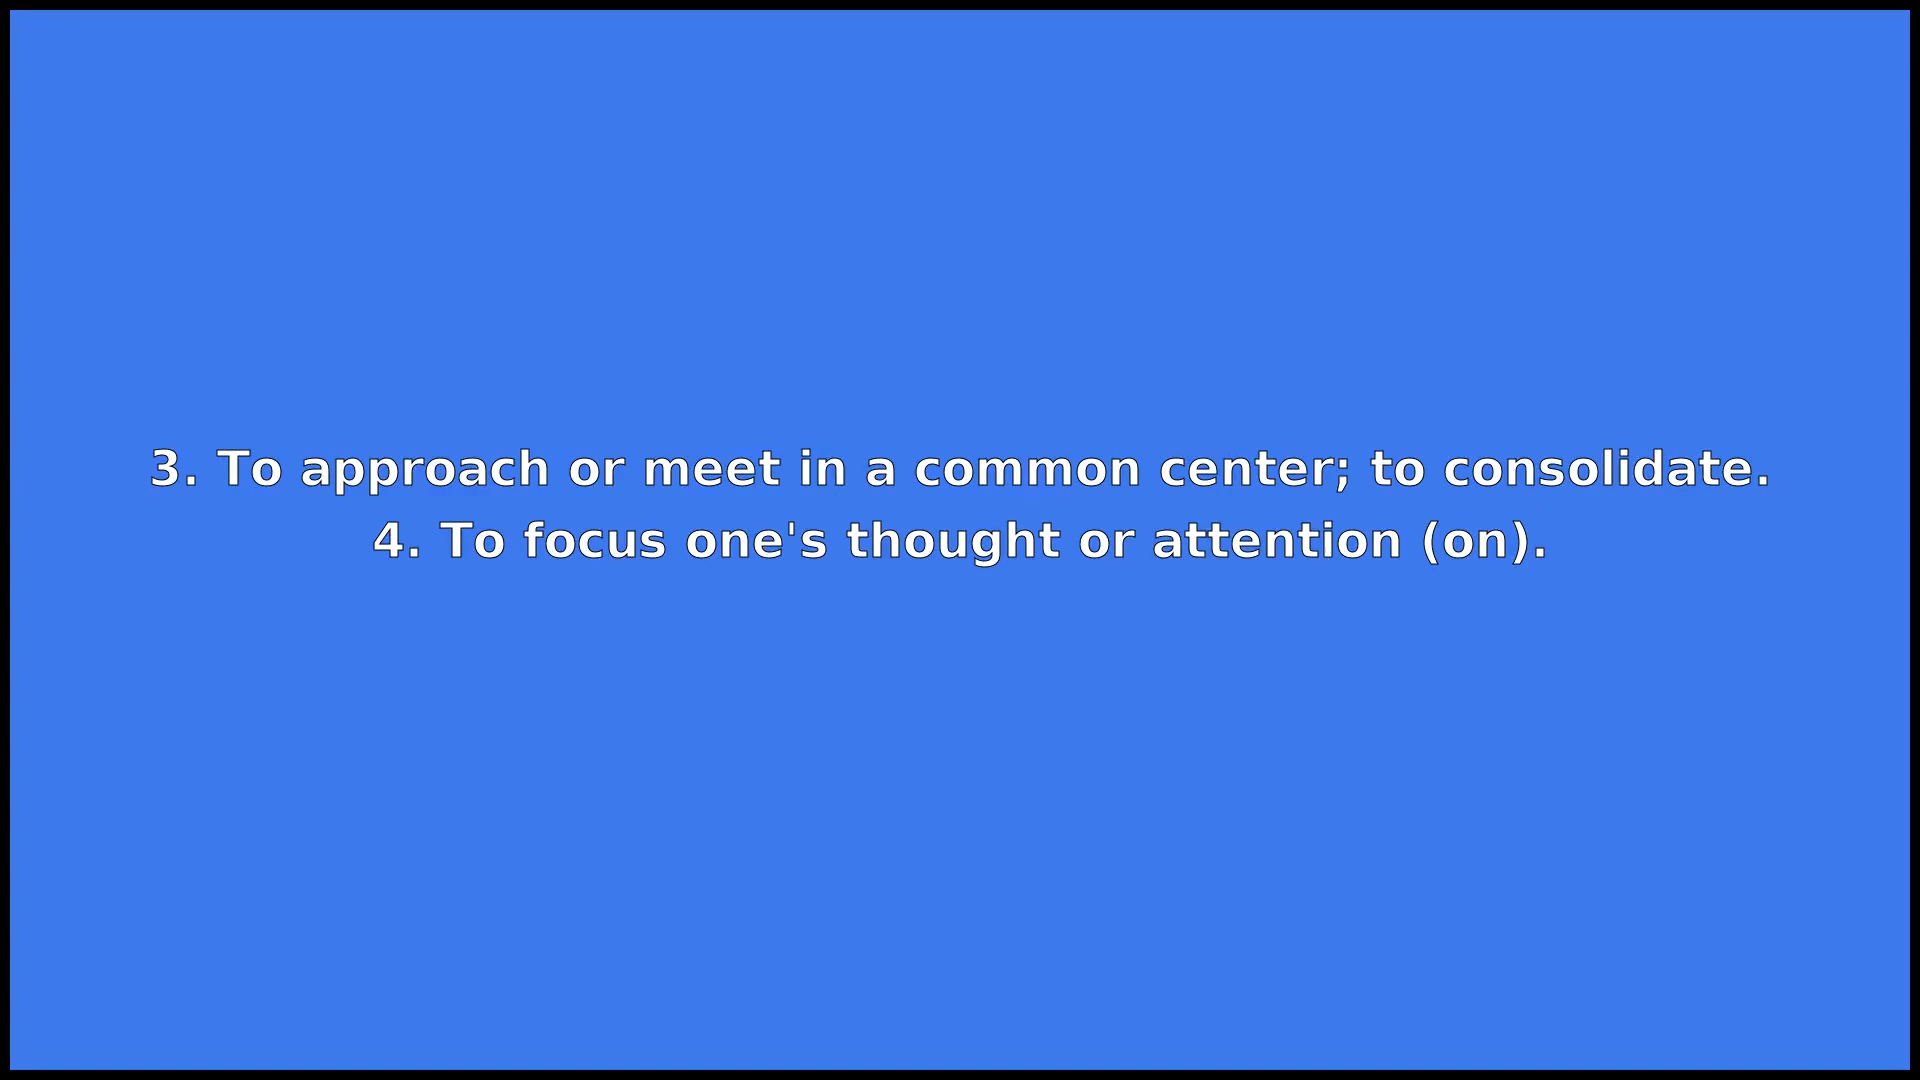 3. To approach or meet in a common center; to consolidate.
4. To focus one's thought or attention (on).